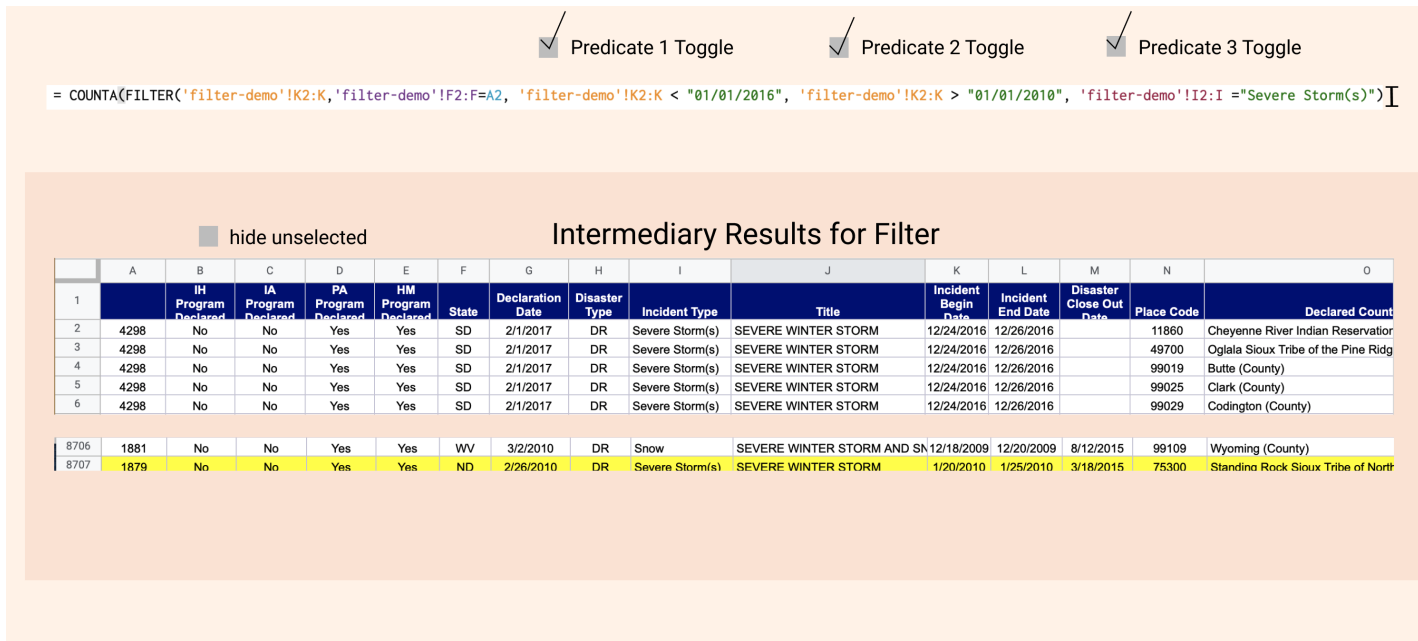 Predicate 1 Toggle Predicate 2 Toggle Predicate 3 Toggle
= COUNTA(FILTER('filter-demo'!K2:K,'filter-demo'!F2:F=A2, 'filter-demo'!K2:K < "01/01/2016", 'filter-demo'!K2:K > "01/01/2010", 'filter-demo'!I2:I ="Severe Storm(s)")
hide unselected Intermediary Results for Filter
A B C D E F G H I J K L M N O
1 IH Program Declared IA Program Declared PA Program Declared HM Program Declared State Declaration Date Disaster Type Incident Type Title Incident Begin Date Incident End Date Disaster Close Out Date Place Code Declared Count
2 4298 No No Yes Yes SD 2/1/2017 DR Severe Storm(s) SEVERE WINTER STORM 12/24/2016 12/26/2016 11860 Cheyenne River Indian Reservation
3 4298 No No Yes Yes SD 2/1/2017 DR Severe Storm(s) SEVERE WINTER STORM 12/24/2016 12/26/2016 49700 Oglala Sioux Tribe of the Pine Ridg
4 4298 No No Yes Yes SD 2/1/2017 DR Severe Storm(s) SEVERE WINTER STORM 12/24/2016 12/26/2016 99019 Butte (County)
5 4298 No No Yes Yes SD 2/1/2017 DR Severe Storm(s) SEVERE WINTER STORM 12/24/2016 12/26/2016 99025 Clark (County)
6 4298 No No Yes Yes SD 2/1/2017 DR Severe Storm(s) SEVERE WINTER STORM 12/24/2016 12/26/2016 99029 Codington (County)
8706 1881 No No Yes Yes WV 3/2/2010 DR Snow SEVERE WINTER STORM AND SN 12/18/2009 12/20/2009 8/12/2015 99109 Wyoming (County)
8707 1879 No No Yes Yes ND 2/26/2010 DR Severe Storm(s) SEVERE WINTER STORM 1/20/2010 1/25/2010 3/18/2015 75300 Standing Rock Sioux Tribe of North